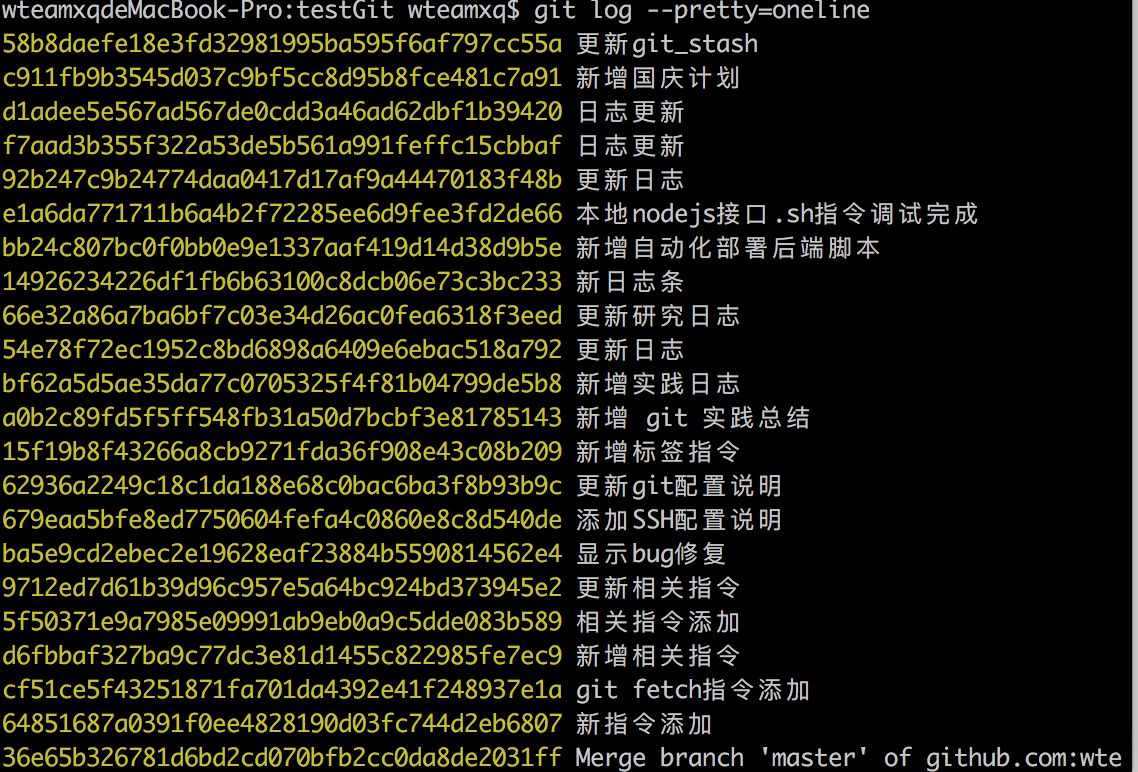 wteamxqdeMacBook-Pro:testGit wteamxq$ git log --pretty=oneline
58b8daefe18e3fd32981995ba595f6af797cc55a 更新git_stash
c911fb9b3545d037c9bf5cc8d95b8fce481c7a91 新增国庆计划
d1adee5e567ad567de0cdd3a46ad62dbf1b39420 日志更新
f7aad3b355f322a53de5b561a991feffc15cbbaf 日志更新
92b247c9b24774daa0417d17af9a44470183f48b 更新日志
e1a6da771711b6a4b2f72285ee6d9fee3fd2de66 本地nodejs接口.sh指令调试完成
bb24c807bc0f0bb0e9e1337aaf419d14d38d9b5e 新增自动化部署后端脚本
14926234226df1fb6b63100c8dcb06e73c3bc233 新日志条
66e32a86a7ba6bf7c03e34d26ac0fea6318f3eed 更新研究日志
54e78f72ec1952c8bd6898a6409e6ebac518a792 更新日志
bf62a5d5ae35da77c0705325f4f81b04799de5b8 新增实践日志
a0b2c89fd5f5ff548fb31a50d7bcbf3e81785143 新增 git 实践总结
15f19b8f43266a8cb9271fda36f908e43c08b209 新增标签指令
62936a2249c18c1da188e68c0bac6ba3f8b93b9c 更新git配置说明
679eaa5bfe8ed7750604fefa4c0860e8c8d540de 添加SSH配置说明
ba5e9cd2ebec2e19628eaf23884b5590814562e4 显示bug修复
9712ed7d61b39d96c957e5a64bc924bd373945e2 更新相关指令
5f50371e9a7985e09991ab9eb0a9c5dde083b589 相关指令添加
d6fbbaf327ba9c77dc3e81d1455c822985fe7ec9 新增相关指令
cf51ce5f43251871fa701da4392e41f248937e1a git fetch指令添加
64851687a0391f0ee4828190d03fc744d2eb6807 新指令添加
36e65b326781d6bd2cd070bfb2cc0da8de2031ff Merge branch 'master' of github.com:wte